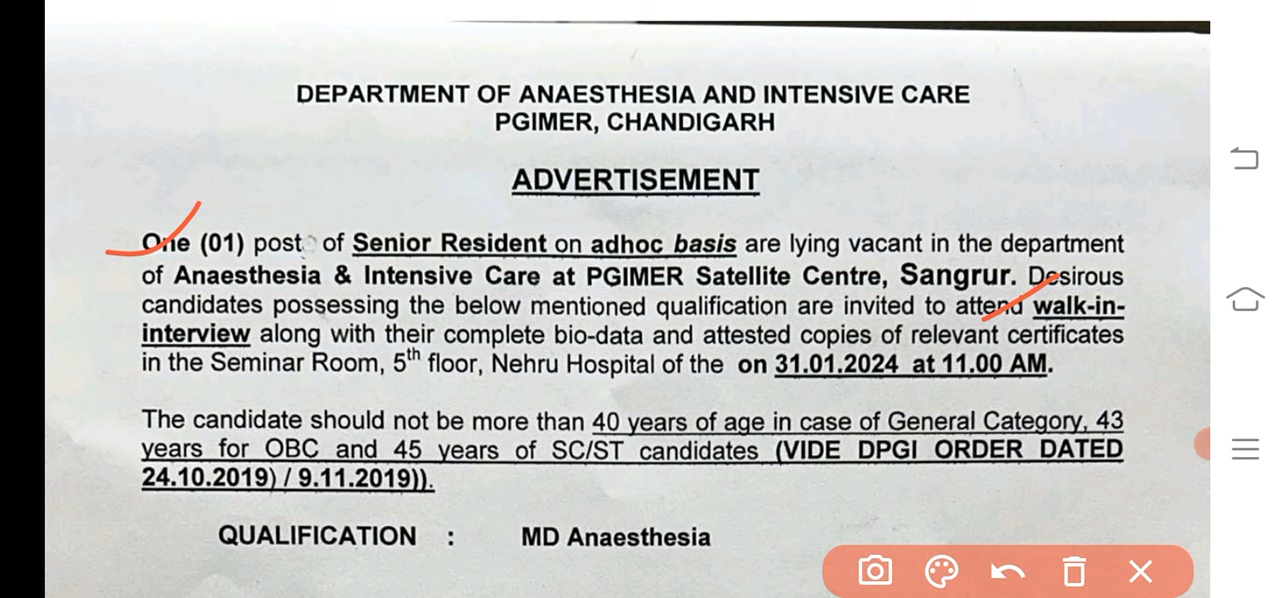 DEPARTMENT OF ANAESTHESIA AND INTENSIVE CARE
PGIMER, CHANDIGARH
ADVERTISEMENT
One (01) post of Senior Resident on adhoc basis are lying vacant in the department
of Anaesthesia & Intensive Care at PGIMER Satellite Centre, Sangrur. Desirous
candidates possessing the below mentioned qualification are invited to attend walk-in-
interview along with their complete bio-data and attested copies of relevant certificates
in the Seminar Room, 5th floor, Nehru Hospital of the on 31.01.2024 at 11.00 AM.
The candidate should not be more than 40 years of age in case of General Category, 43
years for OBC and 45 years of SC/ST candidates (VIDE DPGI ORDER DATED
24.10.2019) / 9.11.2019)).
QUALIFICATION : MD Anaesthesia